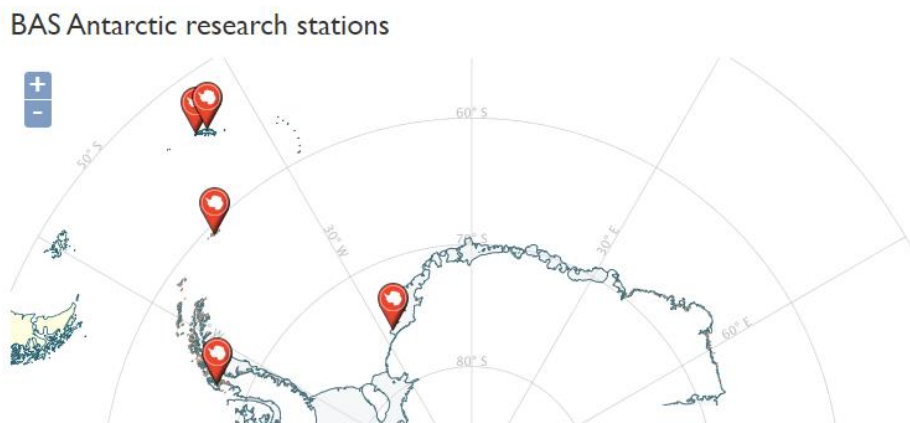 BAS Antarctic research stations
+
-
50° S
60° S
30° W
70° S
30° E
60° E
80° S